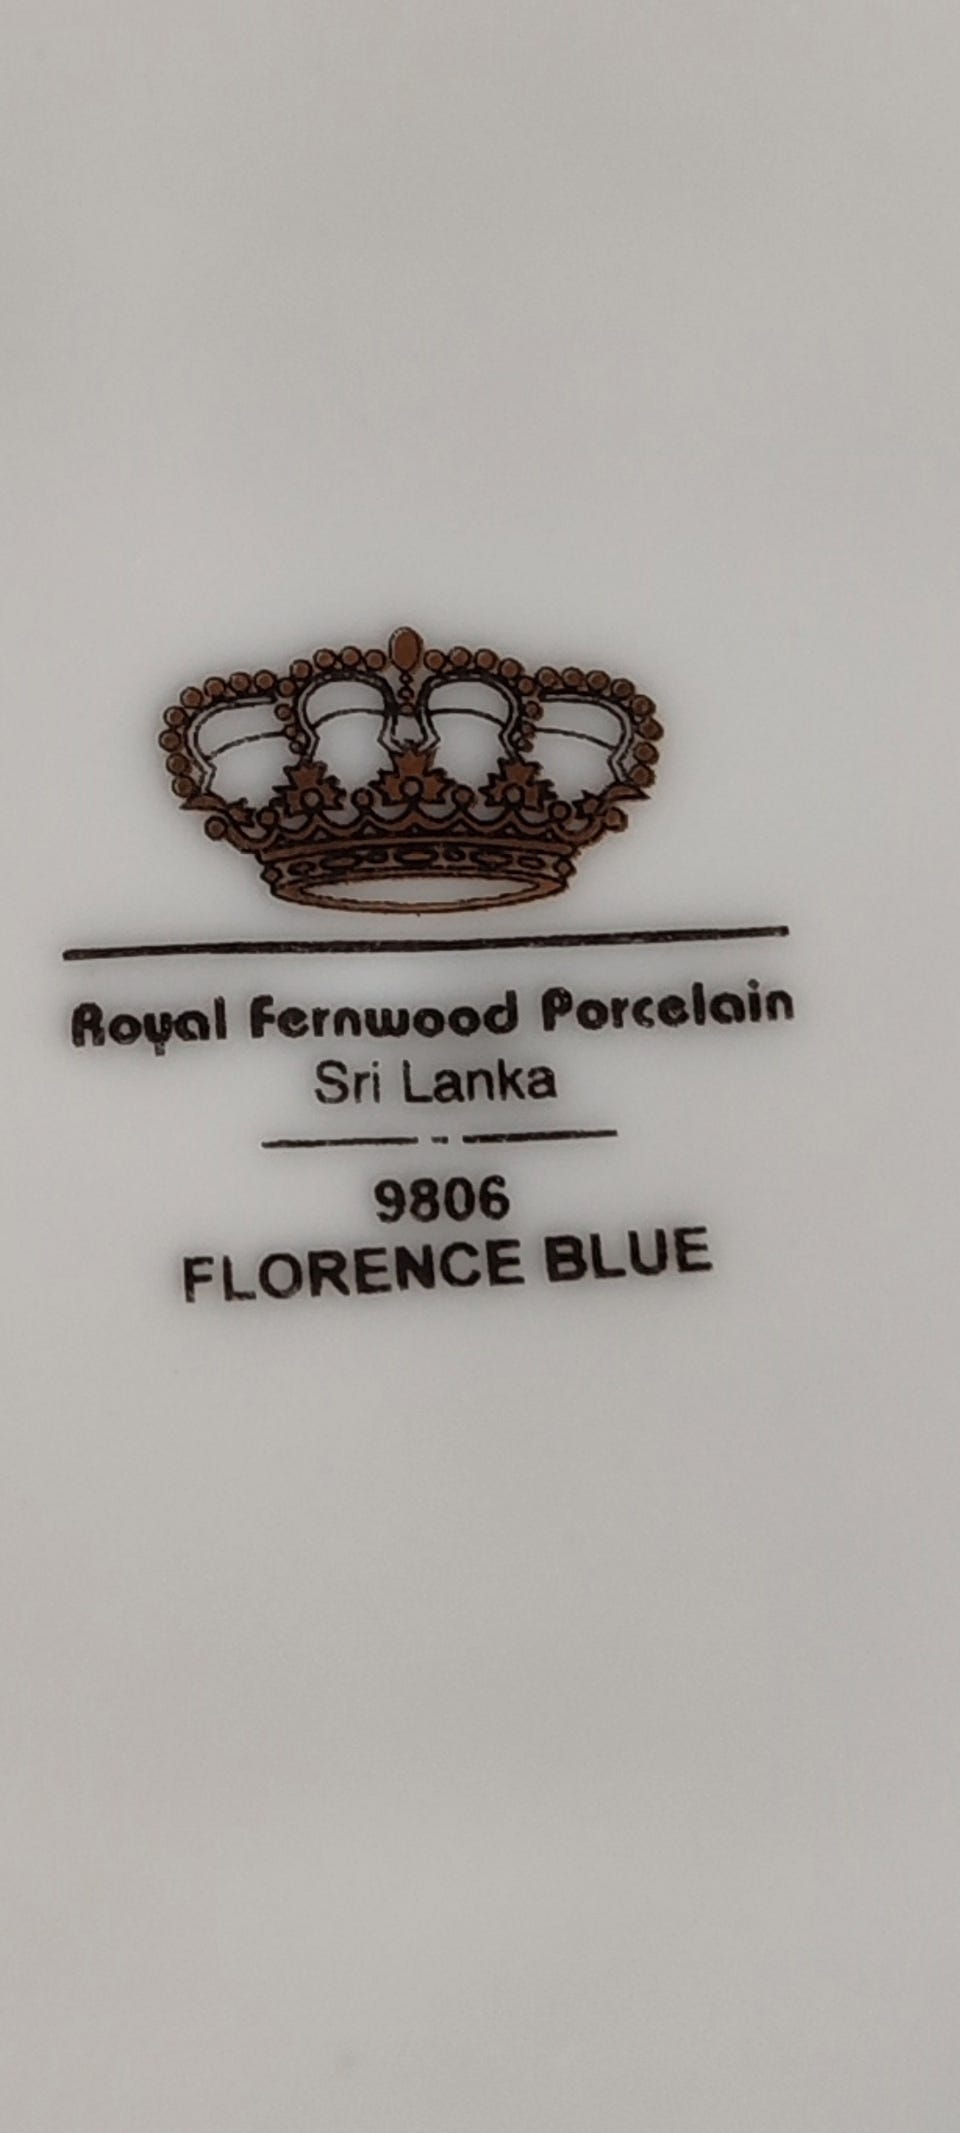 Royal Fernwood Porcelain
Sri Lanka
9806
FLORENCE BLUE